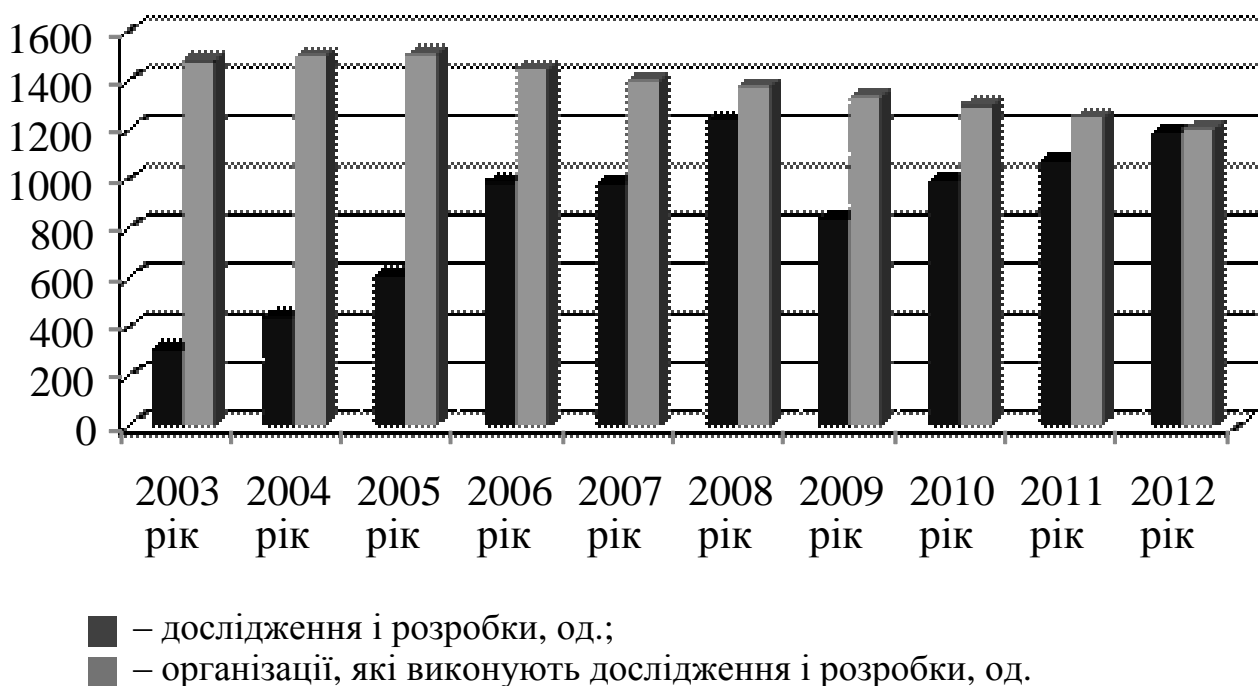 1600
1400
1200
1000
800
600
400
200
0
2003 2004 2005 2006 2007 2008 2009 2010 2011 2012
рік рік рік рік рік рік рік рік рік рік
– дослідження і розробки, од.;
– організації, які виконують дослідження і розробки, од.